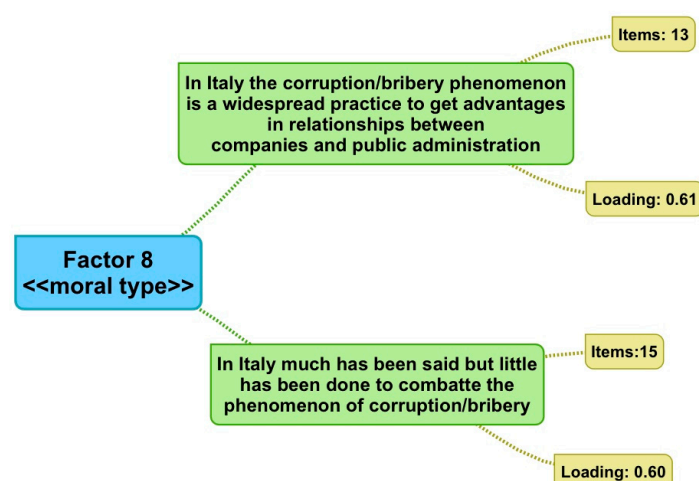 Items: 13
In Italy the corruption/bribery phenomenon
is a widespread practice to get advantages
in relationships between
companies and public administration
Loading: 0.61
Factor 8
<<moral type>>
Items:15
In Italy much has been said but little
has been done to combatte the
phenomenon of corruption/bribery
Loading: 0.60